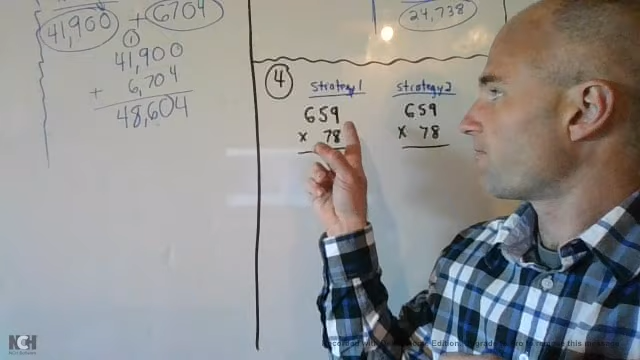 41,900 + 6704
1
41,900
+ 6,704
48,604
24,738
4
Strategy 1
659
x 78
Strategy 2
659
x 78
NCH